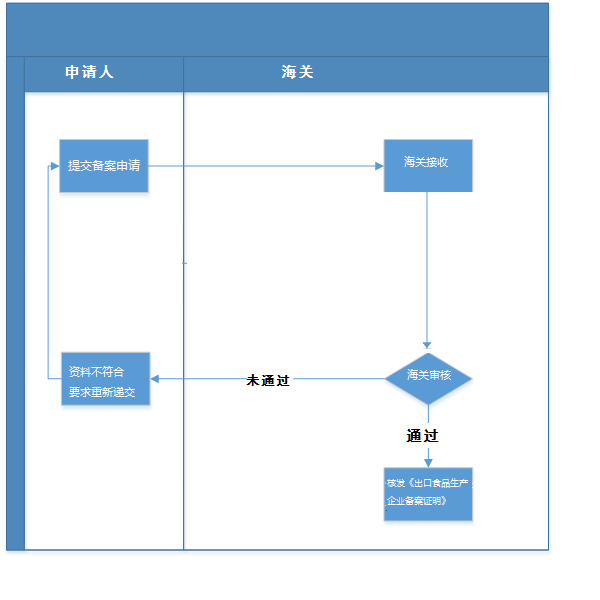 申请人
海关
提交备案申请
海关接收
资料不符合
要求重新递交
未通过
海关审核
通过
核发《出口食品生产
企业备案证明》